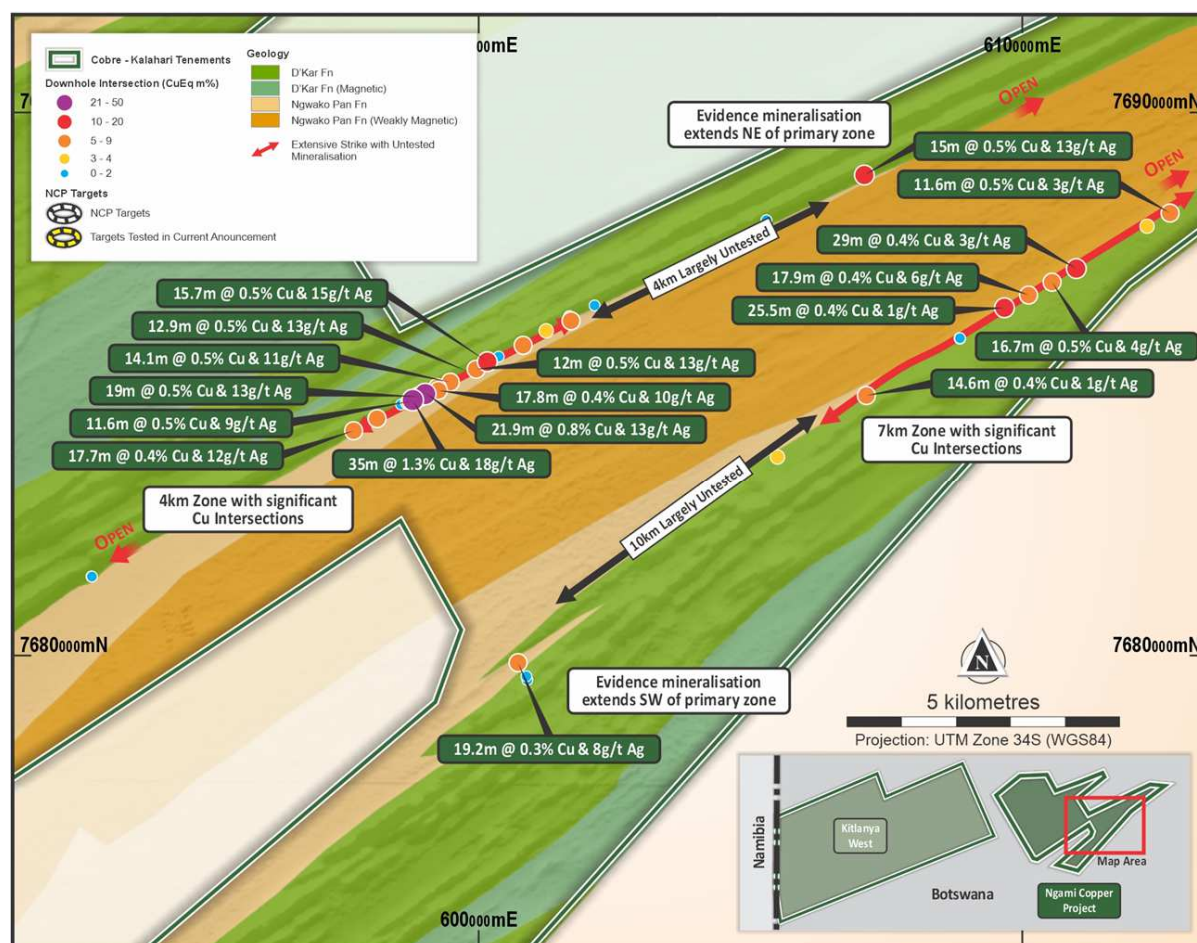 Cobre - Kalahari Tenements
Downhole Intersection (CuEq m%)
21 - 50
10 - 20
5 - 9
3 - 4
0 - 2
NCP Targets
NCP Targets
Targets Tested in Current Anouncement
Geology
D'Kar Fn
D'Kar Fn (Magnetic)
Ngwako Pan Fn
Ngwako Pan Fn (Weakly Magnetic)
Extensive Strike with Untested
Mineralisation
000mE
610000mE
7690000mN
OPEN
Evidence mineralisation
extends NE of primary zone
15m @ 0.5% Cu & 13g/t Ag
OPEN
11.6m @ 0.5% Cu & 3g/t Ag
29m @ 0.4% Cu & 3g/t Ag
17.9m @ 0.4% Cu & 6g/t Ag
25.5m @ 0.4% Cu & 1g/t Ag
16.7m @ 0.5% Cu & 4g/t Ag
14.6m @ 0.4% Cu & 1g/t Ag
4km Largely Untested
15.7m @ 0.5% Cu & 15g/t Ag
12.9m @ 0.5% Cu & 13g/t Ag
14.1m @ 0.5% Cu & 11g/t Ag
19m @ 0.5% Cu & 13g/t Ag
11.6m @ 0.5% Cu & 9g/t Ag
17.7m @ 0.4% Cu & 12g/t Ag
12m @ 0.5% Cu & 13g/t Ag
17.8m @ 0.4% Cu & 10g/t Ag
21.9m @ 0.8% Cu & 13g/t Ag
35m @ 1.3% Cu & 18g/t Ag
7km Zone with significant
Cu Intersections
4km Zone with significant
Cu Intersections
OPEN
10km Largely Untested
7680000mN
7680000mN
Evidence mineralisation
extends SW of primary zone
19.2m @ 0.3% Cu & 8g/t Ag
N
5 kilometres
Projection: UTM Zone 34S (WGS84)
Namibia
Kitlanya
West
Map Area
Botswana
Ngami Copper
Project
600000mE